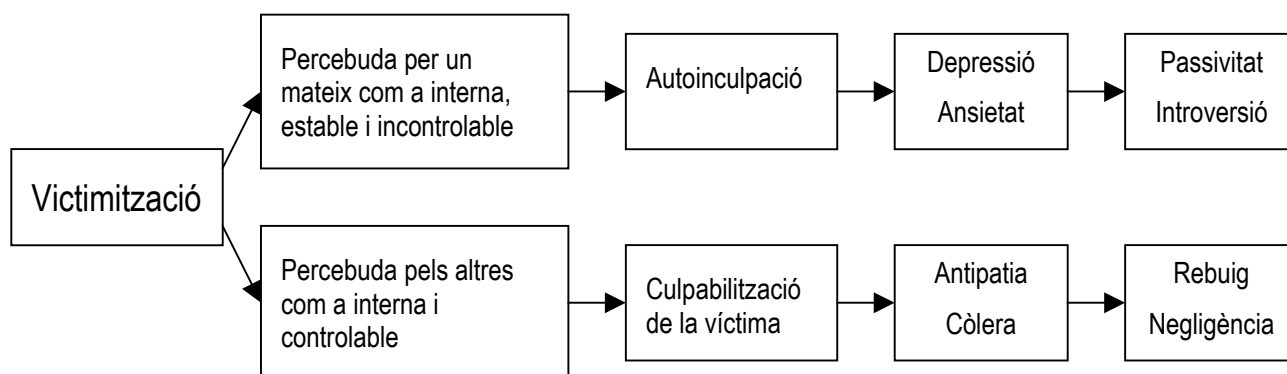 Victimització
Percebuda per un
mateix com a interna,
estable i incontrolable
Autoinculpació
Depressió
Ansietat
Passivitat
Introversió
Percebuda pels altres
com a interna i
controlable
Culpabilització
de la víctima
Antipatia
Còlera
Rebuig
Negligència